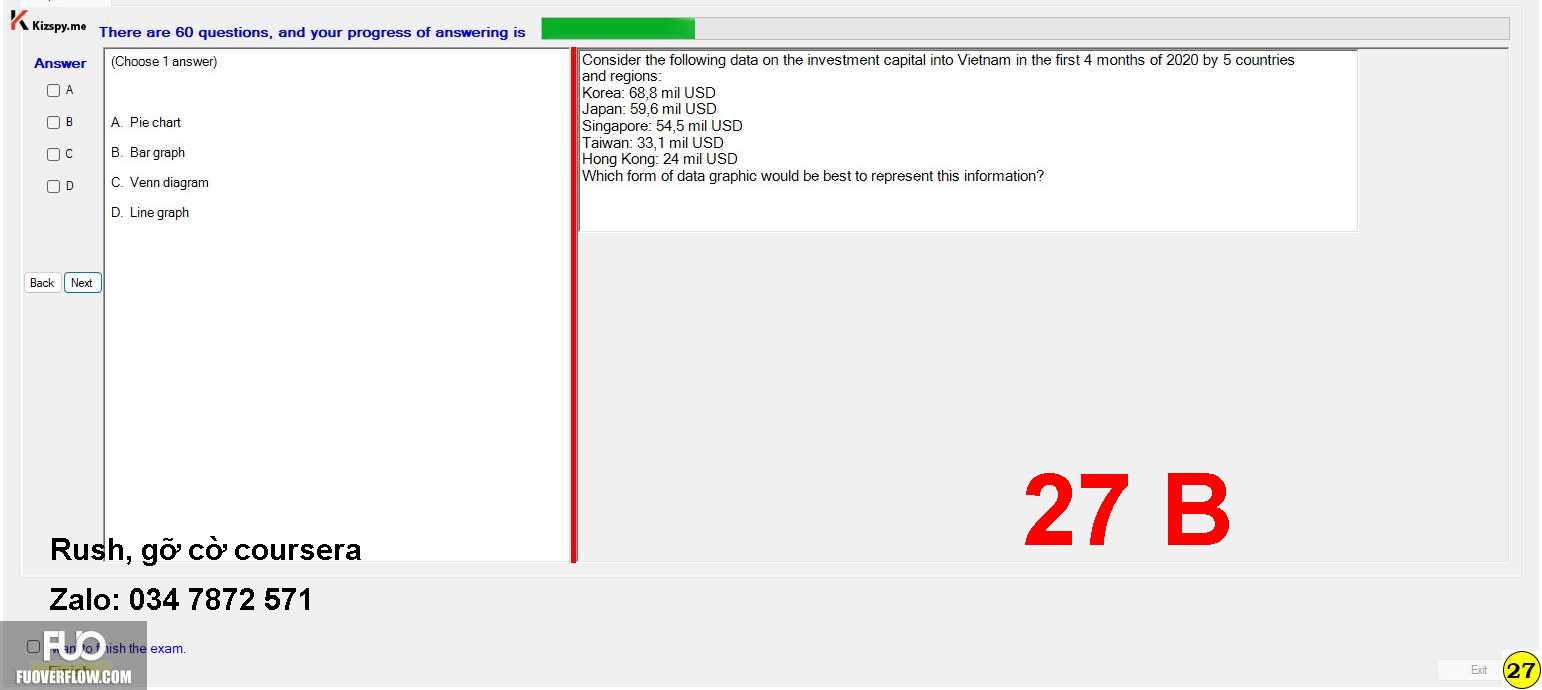 Kizspy.me
There are 60 questions, and your progress of answering is
Answer
A
B
C
D
Back
Next
(Choose 1 answer)
A. Pie chart
B. Bar graph
C. Venn diagram
D. Line graph
Consider the following data on the investment capital into Vietnam in the first 4 months of 2020 by 5 countries
and regions:
Korea: 68,8 mil USD
Japan: 59,6 mil USD
Singapore: 54,5 mil USD
Taiwan: 33,1 mil USD
Hong Kong: 24 mil USD
Which form of data graphic would be best to represent this information?
27 B
Rush, gỡ cờ coursera
Zalo: 034 7872 571
FUO
the exam.
Finish
FUOVERFLOW.COM
Exit
27